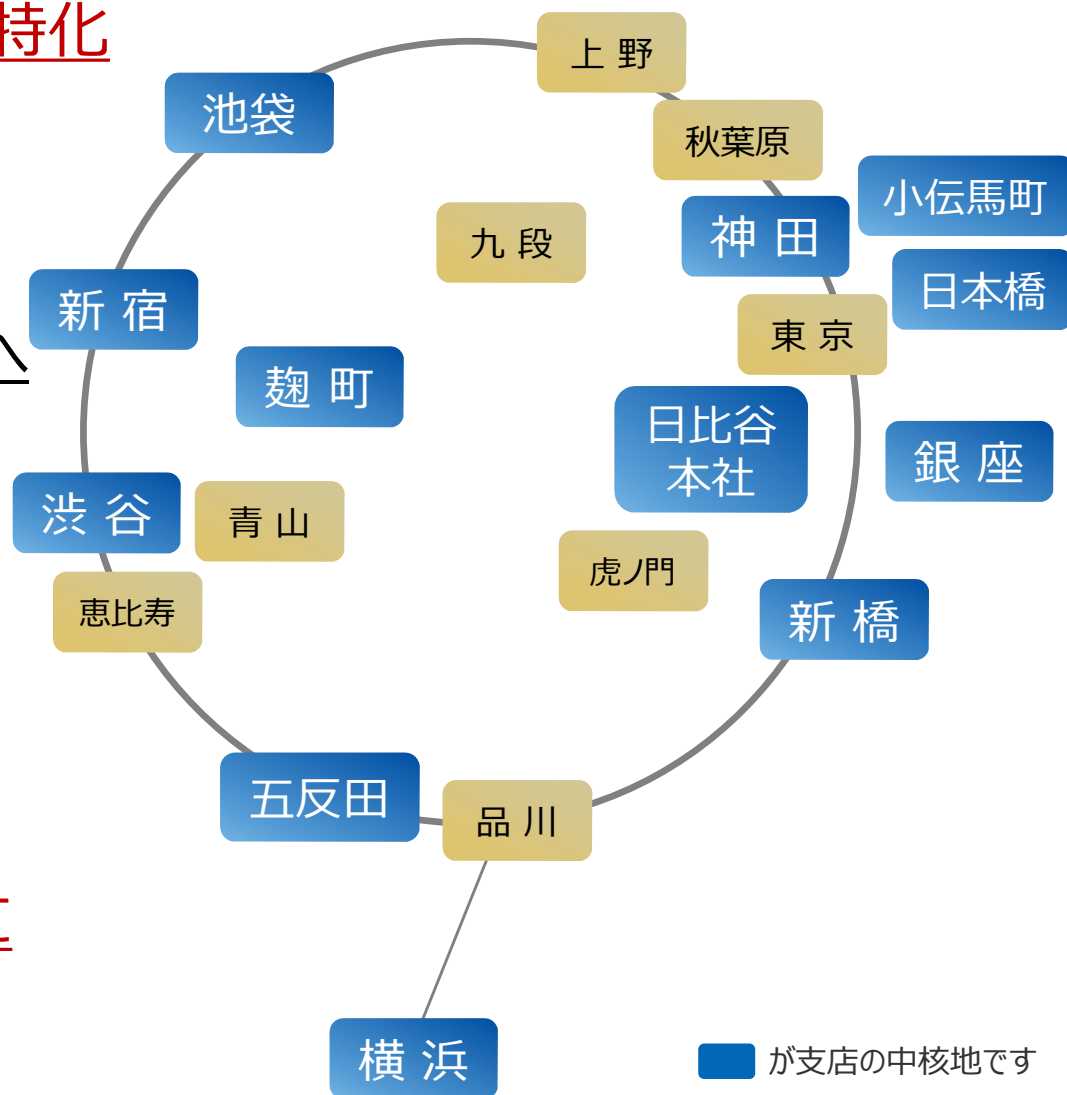 持化
上 野
池袋
秋葉原
小伝馬町
神 田
九 段
日本橋
新 宿
東 京
へ
麹 町
日比谷
本社
銀 座
渋 谷
青 山
虎ノ門
恵比寿
新 橋
五反田
品 川
横 浜
が支店の中核地です